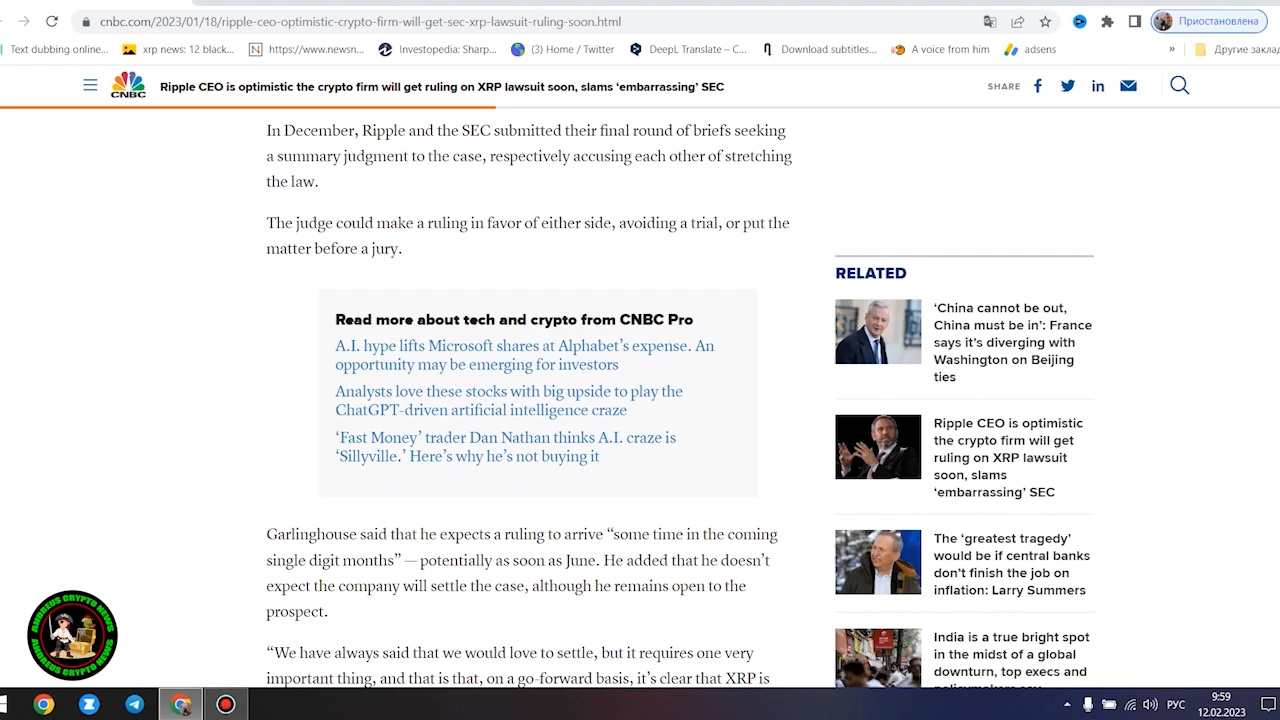 cnbc.com/2023/01/18/ripple-ceo-optimistic-crypto-firm-will-get-sec-xrp-lawsuit-ruling-soon.html
Приостановлена
Text dubbing online...
xrp news: 12 black...
https://www.newsn...
Investopedia: Sharp...
(3) Home / Twitter
DeepL Translate – C...
Download subtitles...
A voice from him
adsens
»
Другие закла
CNBC
Ripple CEO is optimistic the crypto firm will get ruling on XRP lawsuit soon, slams ‘embarrassing’ SEC
SHARE
In December, Ripple and the SEC submitted their final round of briefs seeking
a summary judgment to the case, respectively accusing each other of stretching
the law.
The judge could make a ruling in favor of either side, avoiding a trial, or put the
matter before a jury.
Read more about tech and crypto from CNBC Pro
A.I. hype lifts Microsoft shares at Alphabet’s expense. An
opportunity may be emerging for investors
Analysts love these stocks with big upside to play the
ChatGPT-driven artificial intelligence craze
‘Fast Money’ trader Dan Nathan thinks A.I. craze is
‘Sillyville.’ Here’s why he’s not buying it
Garlinghouse said that he expects a ruling to arrive “some time in the coming
single digit months” — potentially as soon as June. He added that he doesn’t
expect the company will settle the case, although he remains open to the
prospect.
“We have always said that we would love to settle, but it requires one very
important thing, and that is that, on a go-forward basis, it’s clear that XRP is
RELATED
‘China cannot be out,
China must be in’: France
says it’s diverging with
Washington on Beijing
ties
Ripple CEO is optimistic
the crypto firm will get
ruling on XRP lawsuit
soon, slams
‘embarrassing’ SEC
The ‘greatest tragedy’
would be if central banks
don’t finish the job on
inflation: Larry Summers
India is a true bright spot
in the midst of a global
downturn, top execs and
ANDREUS CRYPTO NEWS
ANDREUS CRYPTO NEWS
РУС
9:59
12.02.2023